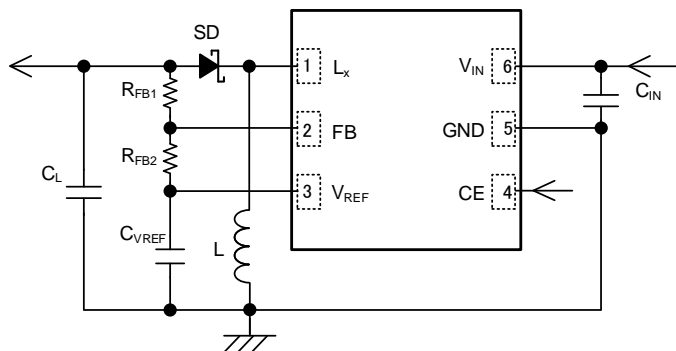 SD
1 Lx VIN 6
RFB1
CIN
2 FB GND 5
RFB2
CL
3 VREF CE 4
CVREF
L